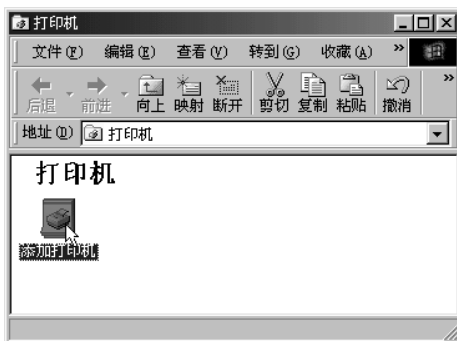 打印机
文件(F) 编辑(E) 查看(V) 转到(G) 收藏(A) »
后退 前进 向上 映射 断开 剪切 复制 粘贴 撤消 »
地址(D) 打印机
打印机
添加打印机